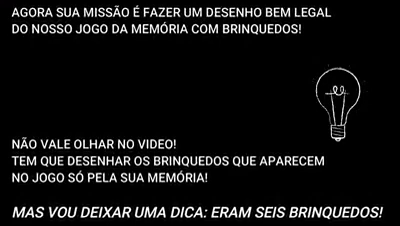 AGORA SUA MISSÃO É FAZER UM DESENHO BEM LEGAL
DO NOSSO JOGO DA MEMÓRIA COM BRINQUEDOS!
NÃO VALE OLHAR NO VIDEO!
TEM QUE DESENHAR OS BRINQUEDOS QUE APARECEM
NO JOGO SÓ PELA SUA MEMÓRIA!
MAS VOU DEIXAR UMA DICA: ERAM SEIS BRINQUEDOS!